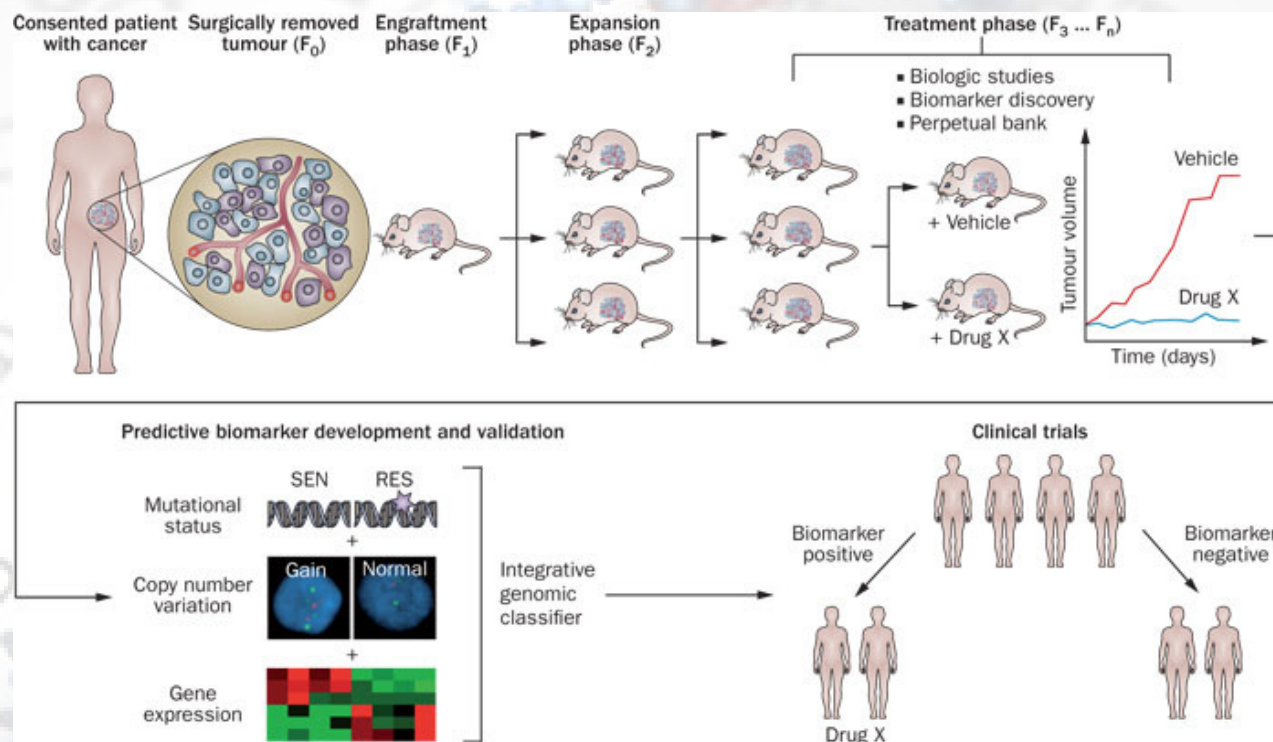 Consented patient
with cancer
Surgically removed
tumour (F₀)
Engraftment
phase (F₁)
Expansion
phase (F₂)
Treatment phase (F₃ ... Fₙ)
▪ Biologic studies
▪ Biomarker discovery
▪ Perpetual bank
+ Vehicle
+ Drug X
Tumour volume
Vehicle
Drug X
Time (days)
Predictive biomarker development and validation
SEN
RES
Mutational
status
+
Copy number
variation
Gain
Normal
+
Gene
expression
Integrative
genomic
classifier
Clinical trials
Biomarker
positive
Biomarker
negative
Drug X